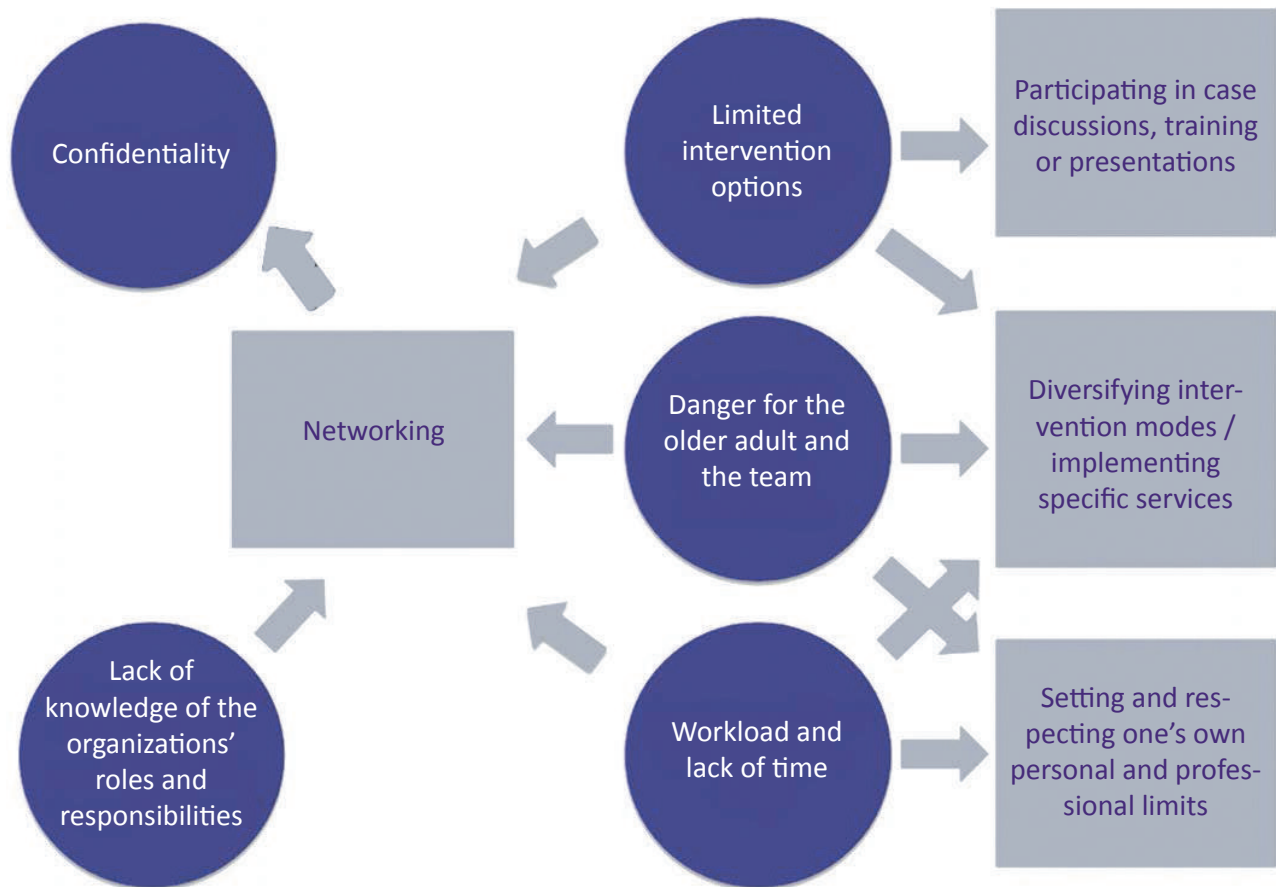 Confidentiality
Limited
intervention
options
Participating in case
discussions, training
or presentations
Networking
Danger for the
older adult and
the team
Diversifying inter-
vention modes /
implementing
specific services
Lack of
knowledge of the
organizations’
roles and
responsibilities
Workload and
lack of time
Setting and res-
pecting one’s own
personal and profes-
sional limits